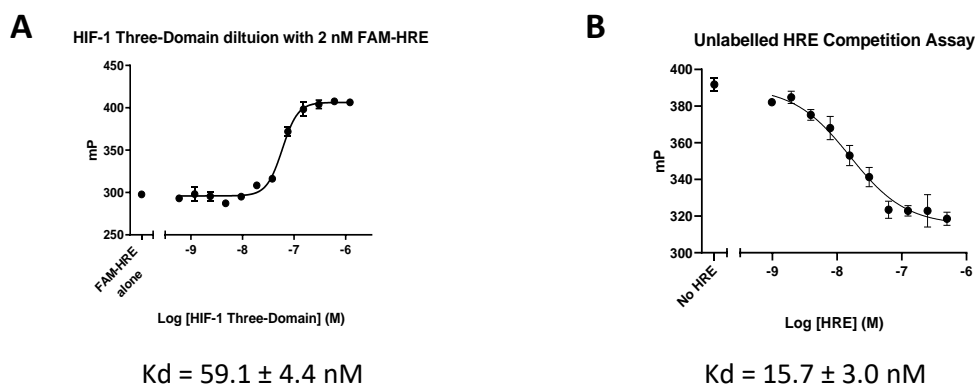 A
HIF-1 Three-Domain diltuion with 2 nM FAM-HRE
mP
450
400
350
300
250
FAM-HRE
alone
-9
-8
-7
-6
-5
Log [HIF-1 Three-Domain] (M)
Kd = 59.1 ± 4.4 nM
B
Unlabelled HRE Competition Assay
mP
400
380
360
340
320
300
No HRE
-9
-8
-7
-6
Log [HRE] (M)
Kd = 15.7 ± 3.0 nM